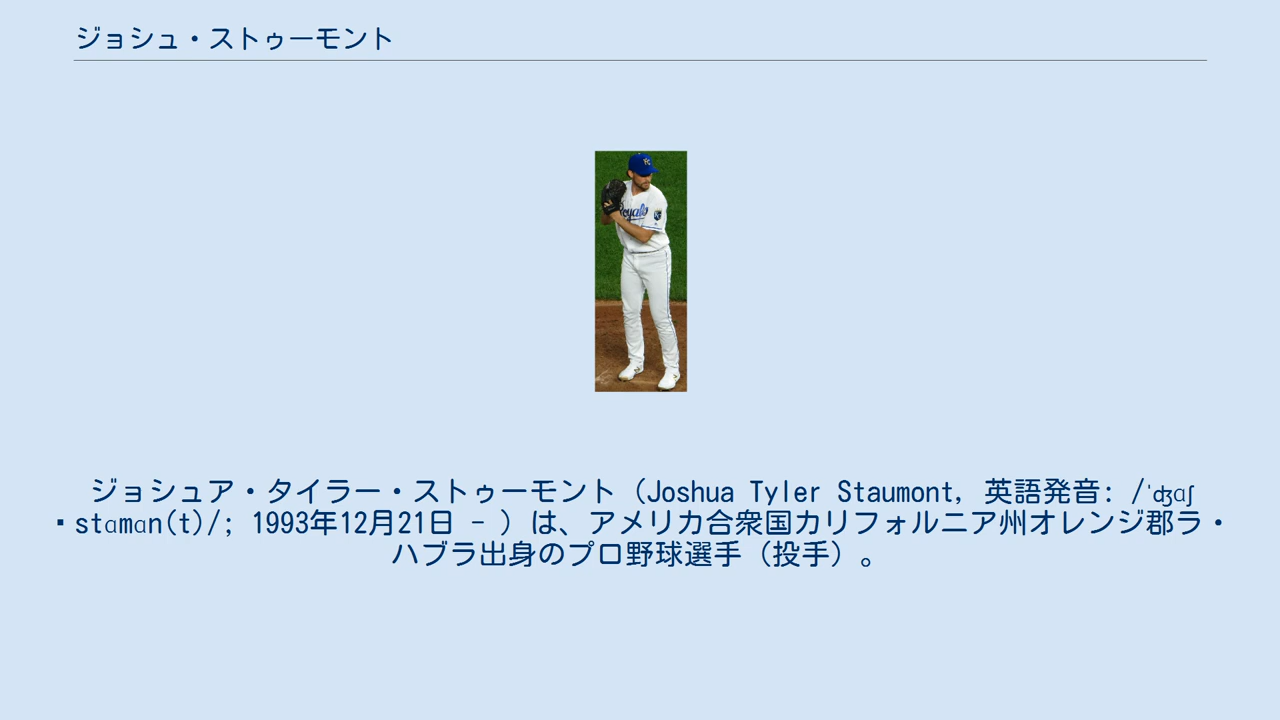 ジョシュ・ストゥーモント
Royals
ジョシュア・タイラー・ストゥーモント（Joshua Tyler Staumont, 英語発音: /ˈʤɑʃ
▪stɑmɑn(t)/; 1993年12月21日 - ）は、アメリカ合衆国カリフォルニア州オレンジ郡ラ・
ハブラ出身のプロ野球選手（投手）。